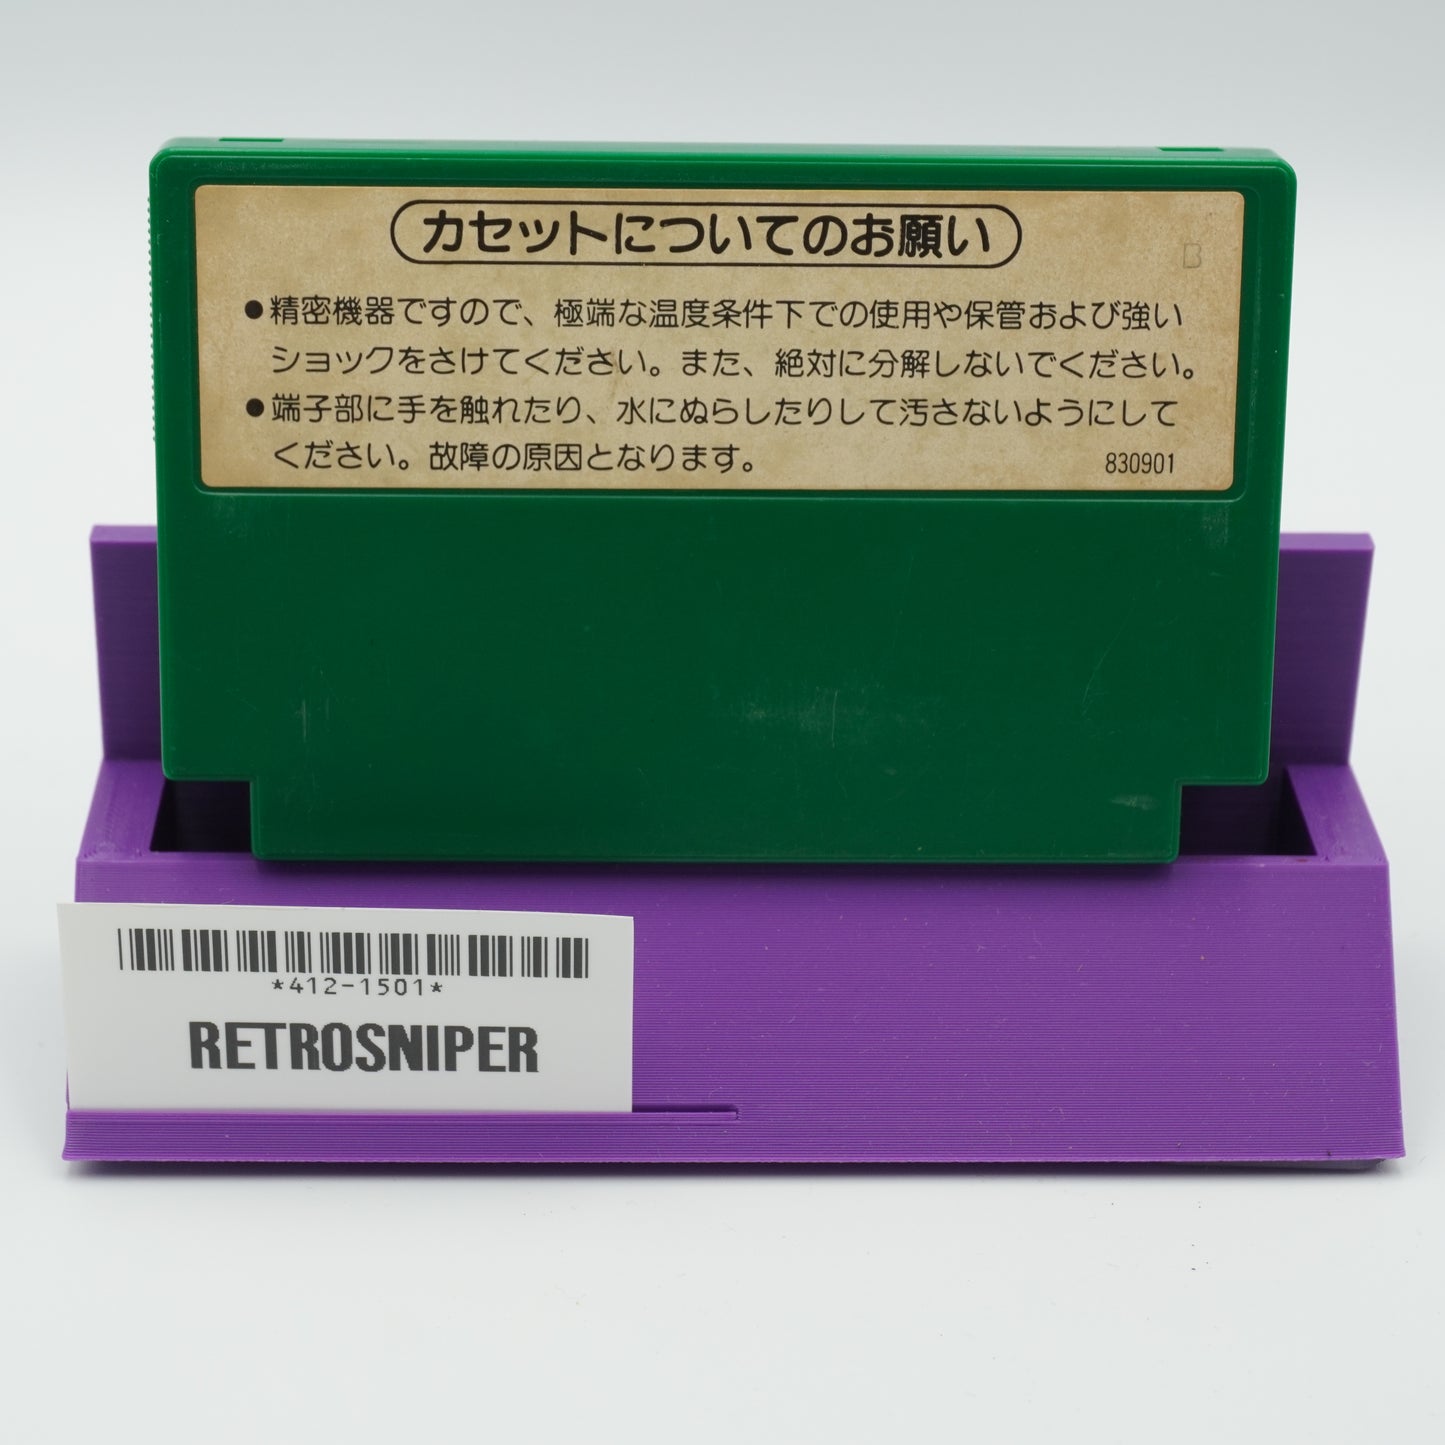 カセットについてのお願い
B
●精密機器ですので、極端な温度条件下での使用や保管および強い
ショックをさけてください。また、絶対に分解しないでください。
●端子部に手を触れたり、水にぬらしたりして汚さないようにして
ください。故障の原因となります。
830901
*412-1501*
RETROSNIPER